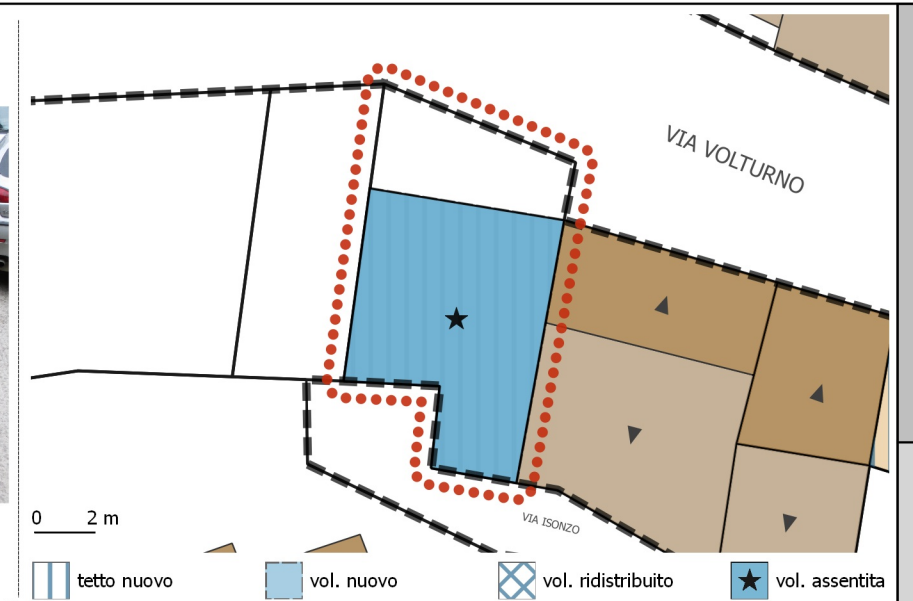 VIA VOLTURNO
VIA ISONZO
0 2 m
tetto nuovo
vol. nuovo
vol. ridistribuito
vol. assentita